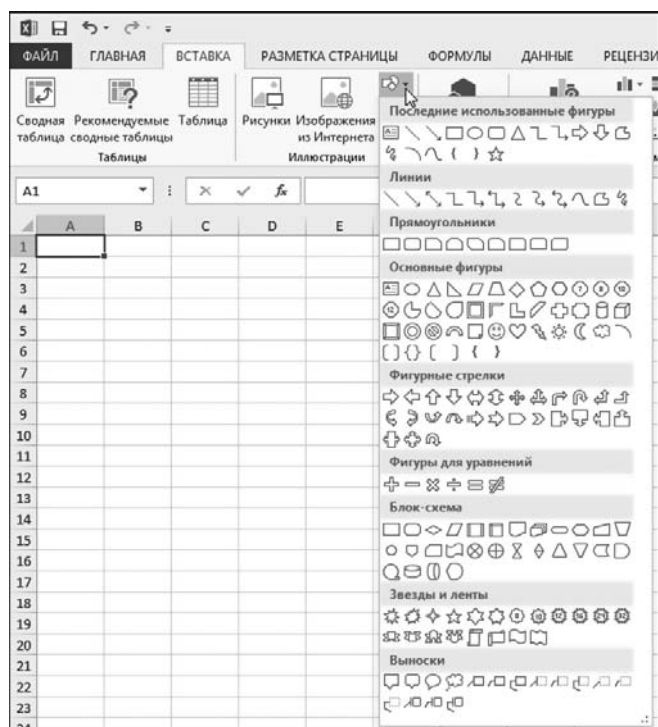 ФАЙЛ ГЛАВНАЯ ВСТАВКА РАЗМЕТКА СТРАНИЦЫ ФОРМУЛЫ ДАННЫЕ РЕЦЕНЗИ
Сводная таблица
Рекомендуемые сводные таблицы
Таблица
Рисунки
Изображения из Интернета
Таблицы
Иллюстрации
A1
fx
A B C D E
1
2
3
4
5
6
7
8
9
10
11
12
13
14
15
16
17
18
19
20
21
22
23
Последние использованные фигуры
Линии
Прямоугольники
Основные фигуры
Фигурные стрелки
Фигуры для уравнений
Блок-схема
Звезды и ленты
Выноски